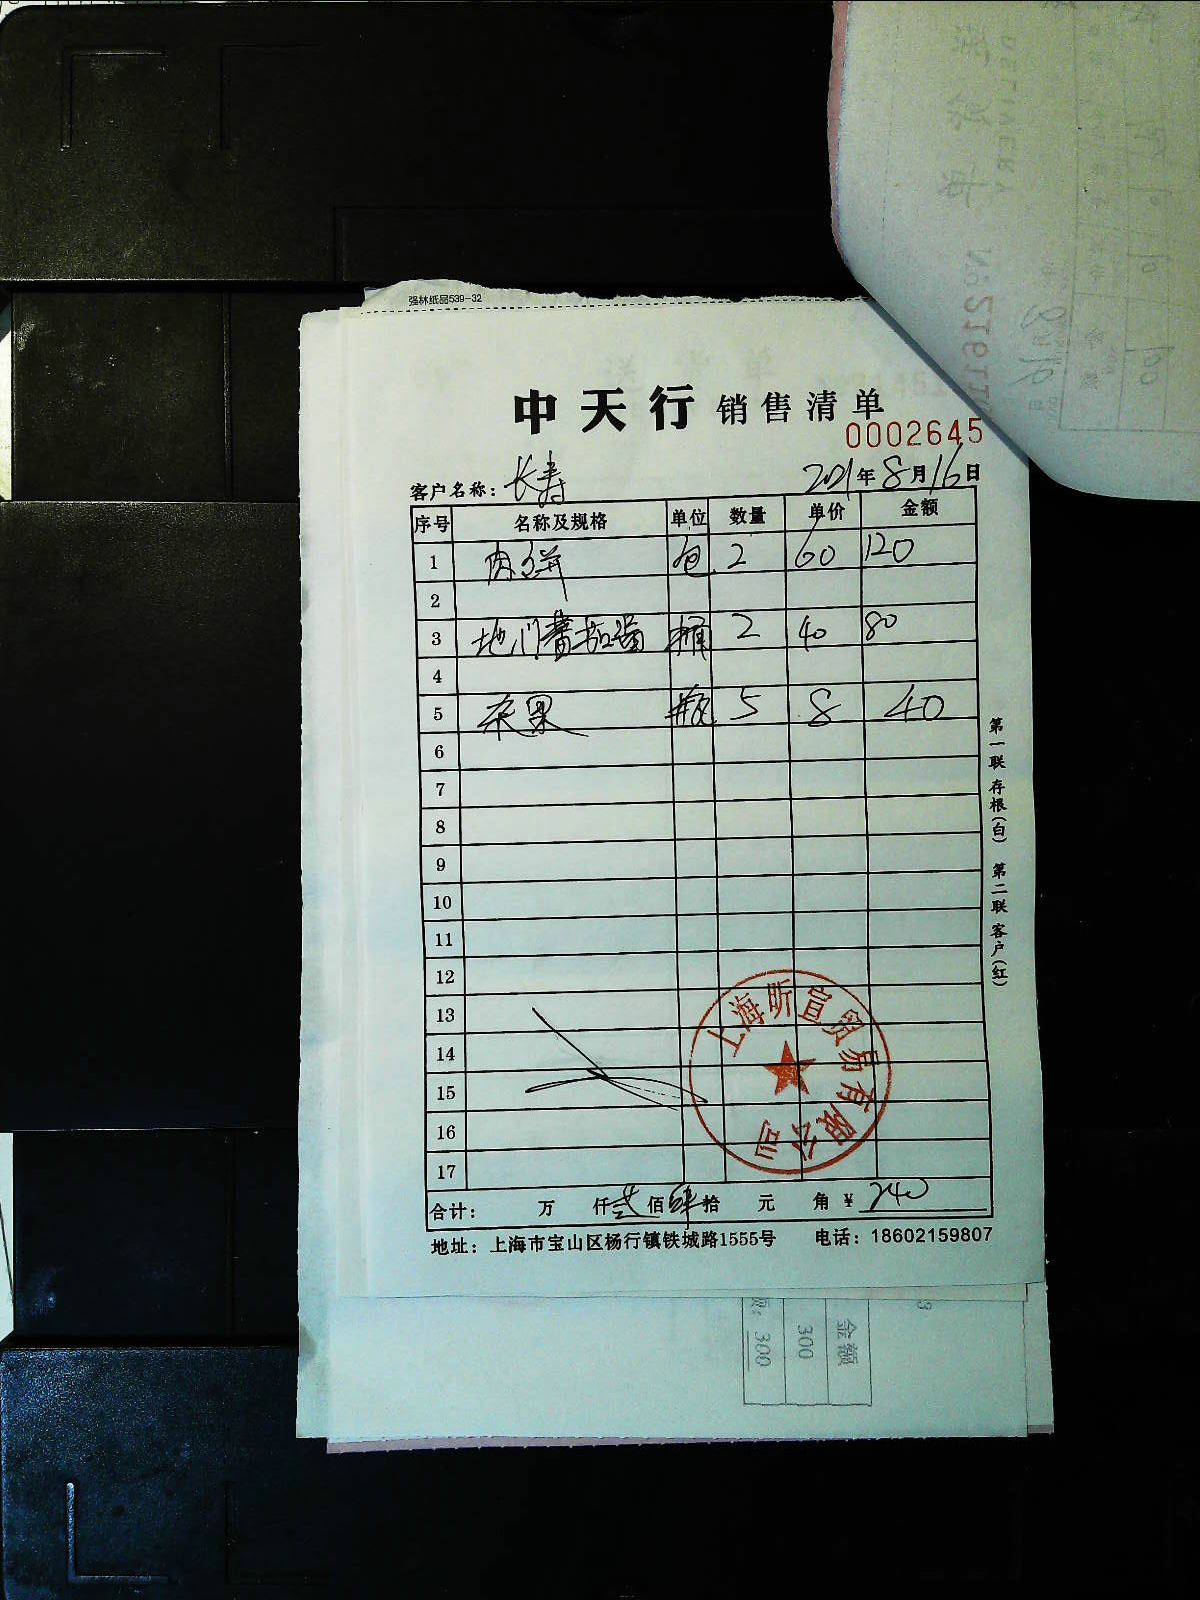 强林纸品539-32
中天行 销售清单
0002645
客户名称: 长寿 2021年8月16日
序号 名称及规格 单位 数量 单价 金额
1 肉饼 包 2 60 120
2
3 地门蕃茄酱 桶 2 40 80
4
5 杂果 瓶 5 8 40
6
7
8
9
10
11
12
13
14
15
16
17
合计: 万 仟 贰 佰 肆 拾 元 角 ¥ 240
地址: 上海市宝山区杨行镇铁城路1555号 电话: 18602159807
第一联 存根(白) 第二联 客户(红)
上海昕宜贸易有限公司
DELIVERY
No 21611
金额
300
300